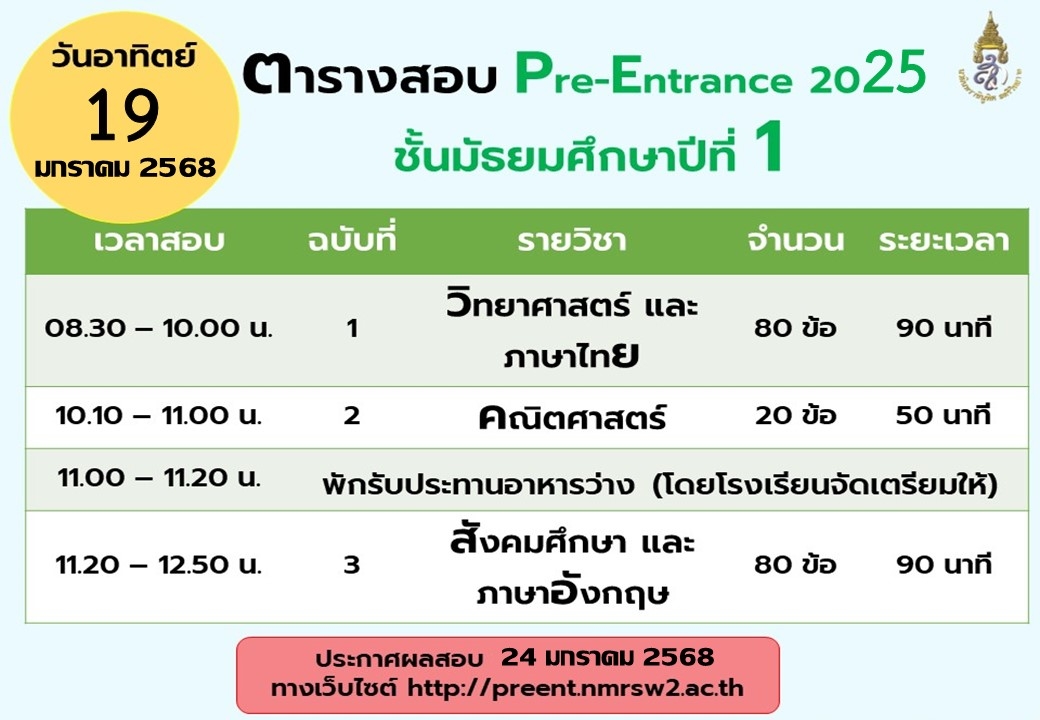 วันอาทิตย์
19
มกราคม 2568
ตารางสอบ Pre-Entrance 2025
ชั้นมัธยมศึกษาปีที่ 1
เวลาสอบ ฉบับที่ รายวิชา จำนวน ระยะเวลา
08.30 – 10.00 น. 1 วิทยาศาสตร์ และ
ภาษาไทย 80 ข้อ 90 นาที
10.10 – 11.00 น. 2 คณิตศาสตร์ 20 ข้อ 50 นาที
11.00 – 11.20 น. พักรับประทานอาหารว่าง (โดยโรงเรียนจัดเตรียมให้)
11.20 – 12.50 น. 3 สังคมศึกษา และ
ภาษาอังกฤษ 80 ข้อ 90 นาที
ประกาศผลสอบ 24 มกราคม 2568
ทางเว็บไซต์ http://preent.nmrsw2.ac.th